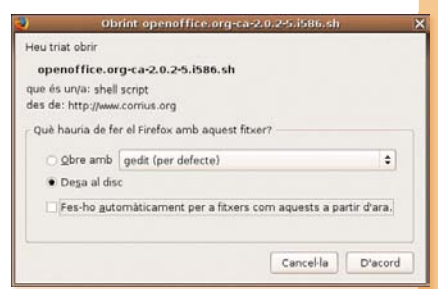 Obrint openoffice.org-ca-2.0.2-5.i586.sh
Heu triat obrir
openoffice.org-ca-2.0.2-5.i586.sh
que és un/a: shell script
des de: http://www.corrius.org
Què hauria de fer el Firefox amb aquest fitxer?
Obre amb gedit (per defecte)
Desa al disc
Fes-ho automàticament per a fitxers com aquests a partir d'ara.
Cancel·la D'acord